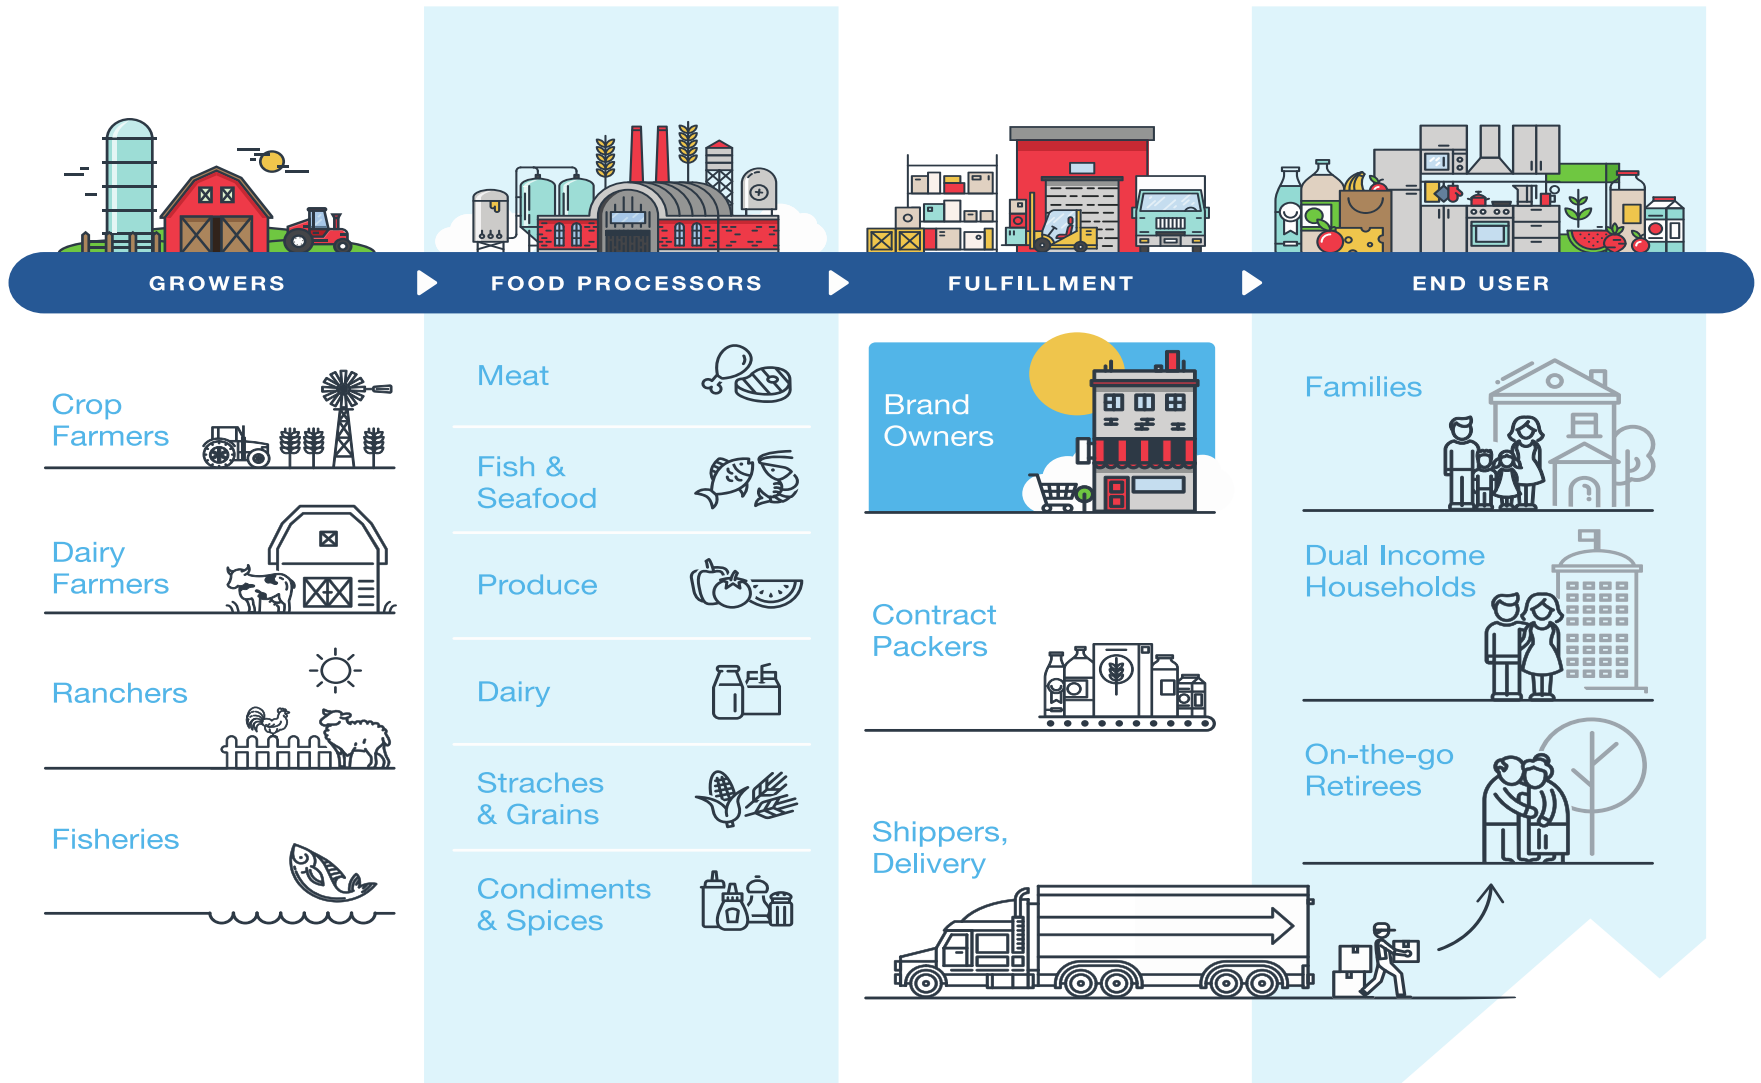 GROWERS
FOOD PROCESSORS
FULFILLMENT
END USER
Crop
Farmers
Dairy
Farmers
Ranchers
Fisheries
Meat
Fish &
Seafood
Produce
Dairy
Straches
& Grains
Condiments
& Spices
Brand
Owners
Contract
Packers
Shippers,
Delivery
Families
Dual Income
Households
On-the-go
Retirees